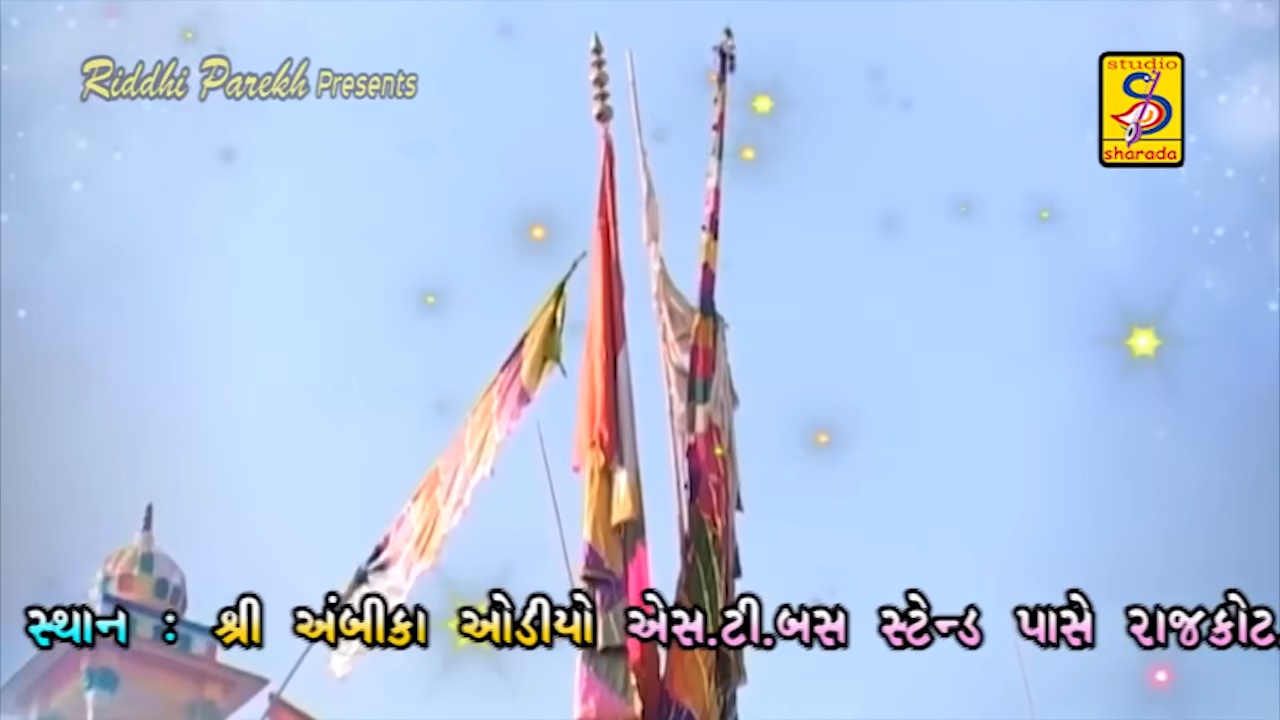 Riddhi Parekh Presents
studio
sharada
સ્થાન : શ્રી અંબીકા ઓડીયો એસ.ટી.બસ સ્ટેન્ડ પાસે રાજકોટ